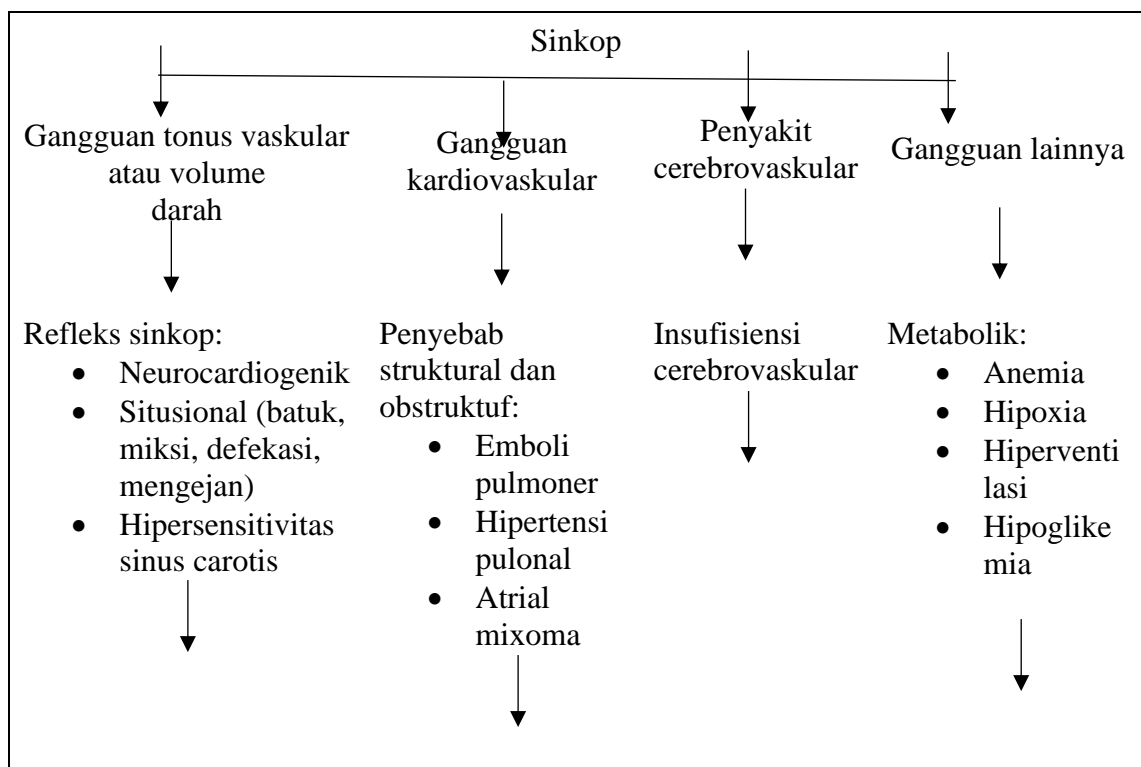 Sinkop
Gangguan tonus vaskular
atau volume
darah
Gangguan
kardiovaskular
Penyakit
cerebrovaskular
Gangguan lainnya
Refleks sinkop:
• Neurocardiogenik
• Situsional (batuk,
miksi, defekasi,
mengejan)
• Hipersensitivitas
sinus carotis
Penyebab
struktural dan
obstruktuf:
• Emboli
pulmoner
• Hipertensi
pulonal
• Atrial
mixoma
Insufisiensi
cerebrovaskular
Metabolik:
• Anemia
• Hipoxia
• Hiperventi
lasi
• Hipoglike
mia